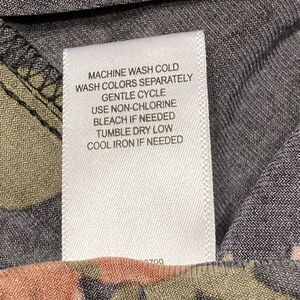 MACHINE WASH COLD
WASH COLORS SEPARATELY
GENTLE CYCLE
USE NON-CHLORINE
BLEACH IF NEEDED
TUMBLE DRY LOW
COOL IRON IF NEEDED